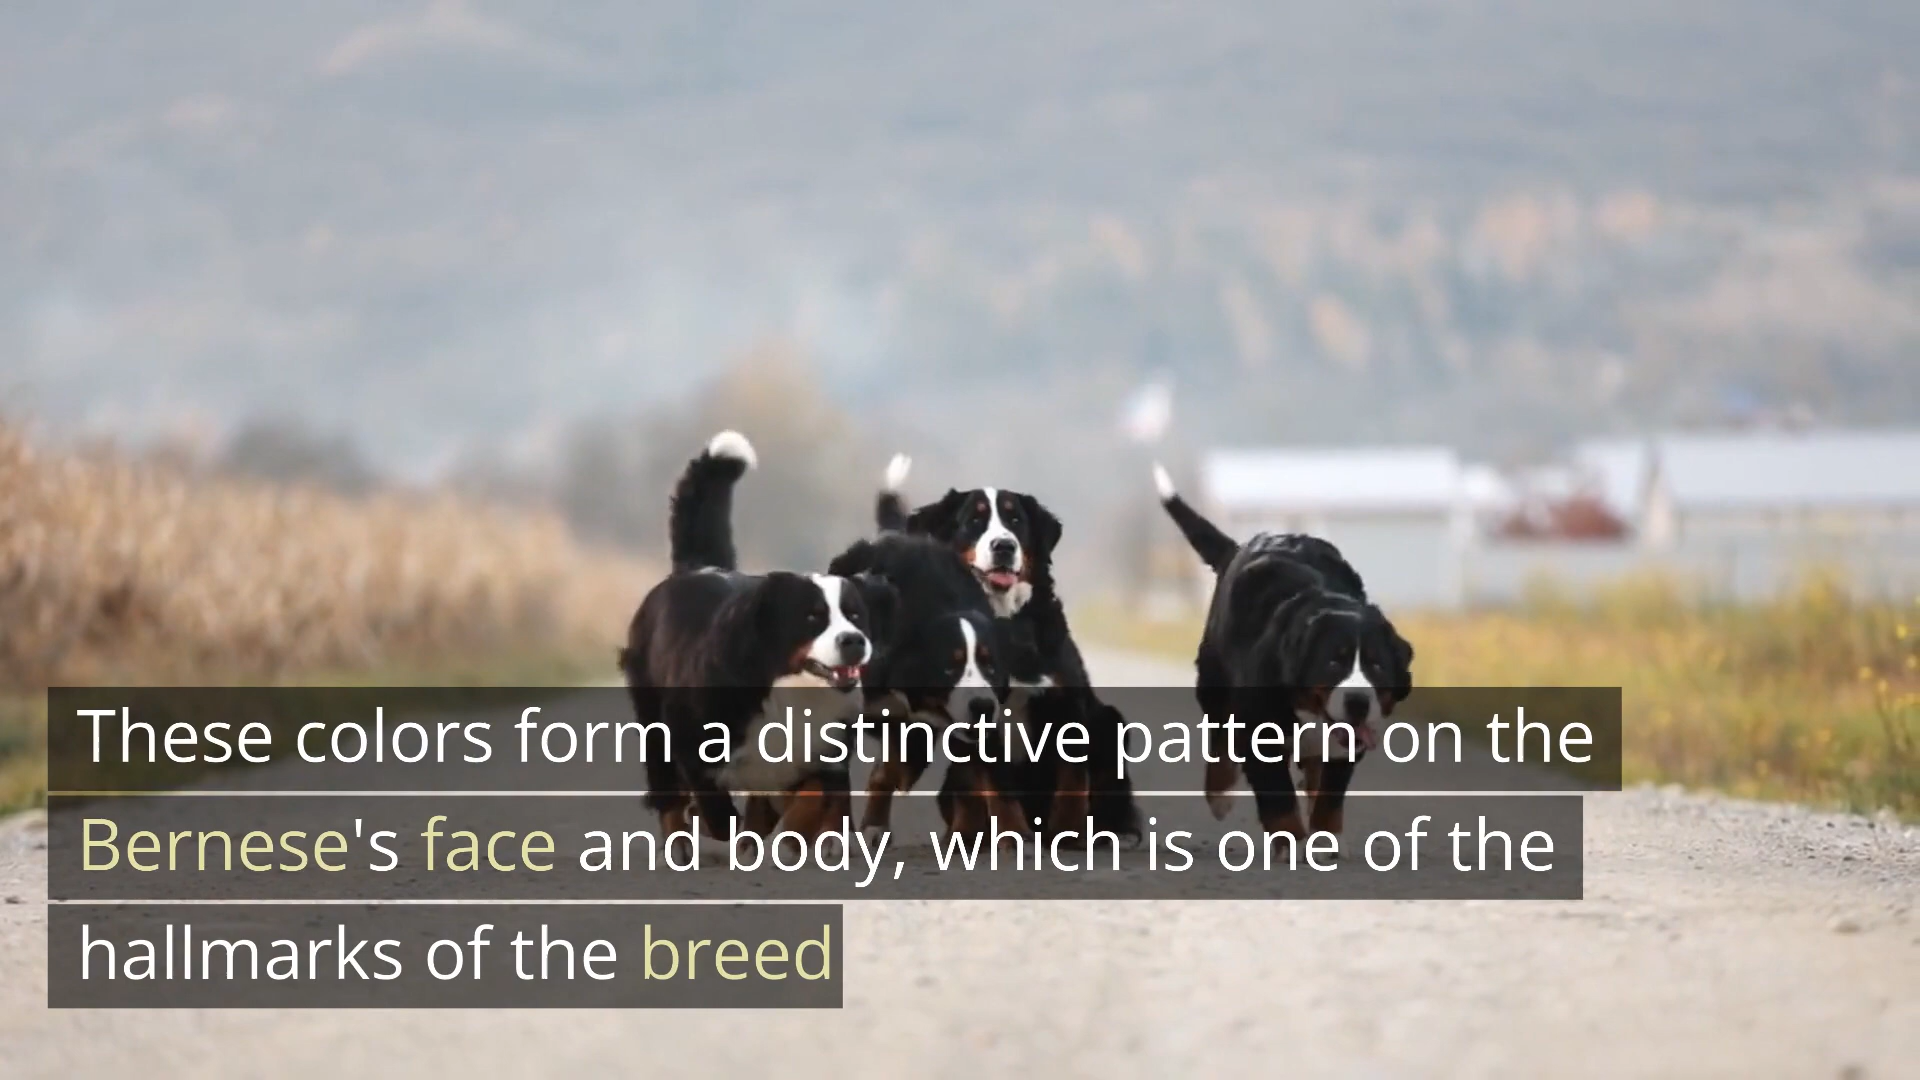 These colors form a distinctive pattern on the
Bernese's face and body, which is one of the
hallmarks of the breed